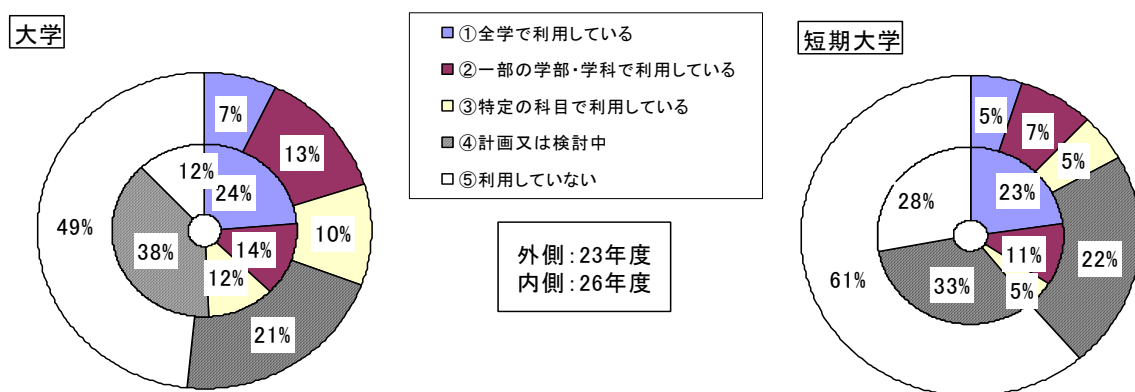 大学
7%
13%
10%
21%
49%
24%
14%
12%
38%
12%
①全学で利用している
②一部の学部・学科で利用している
③特定の科目で利用している
④計画又は検討中
⑤利用していない
外側：23年度
内側：26年度
短期大学
5%
7%
5%
22%
61%
23%
11%
5%
33%
28%